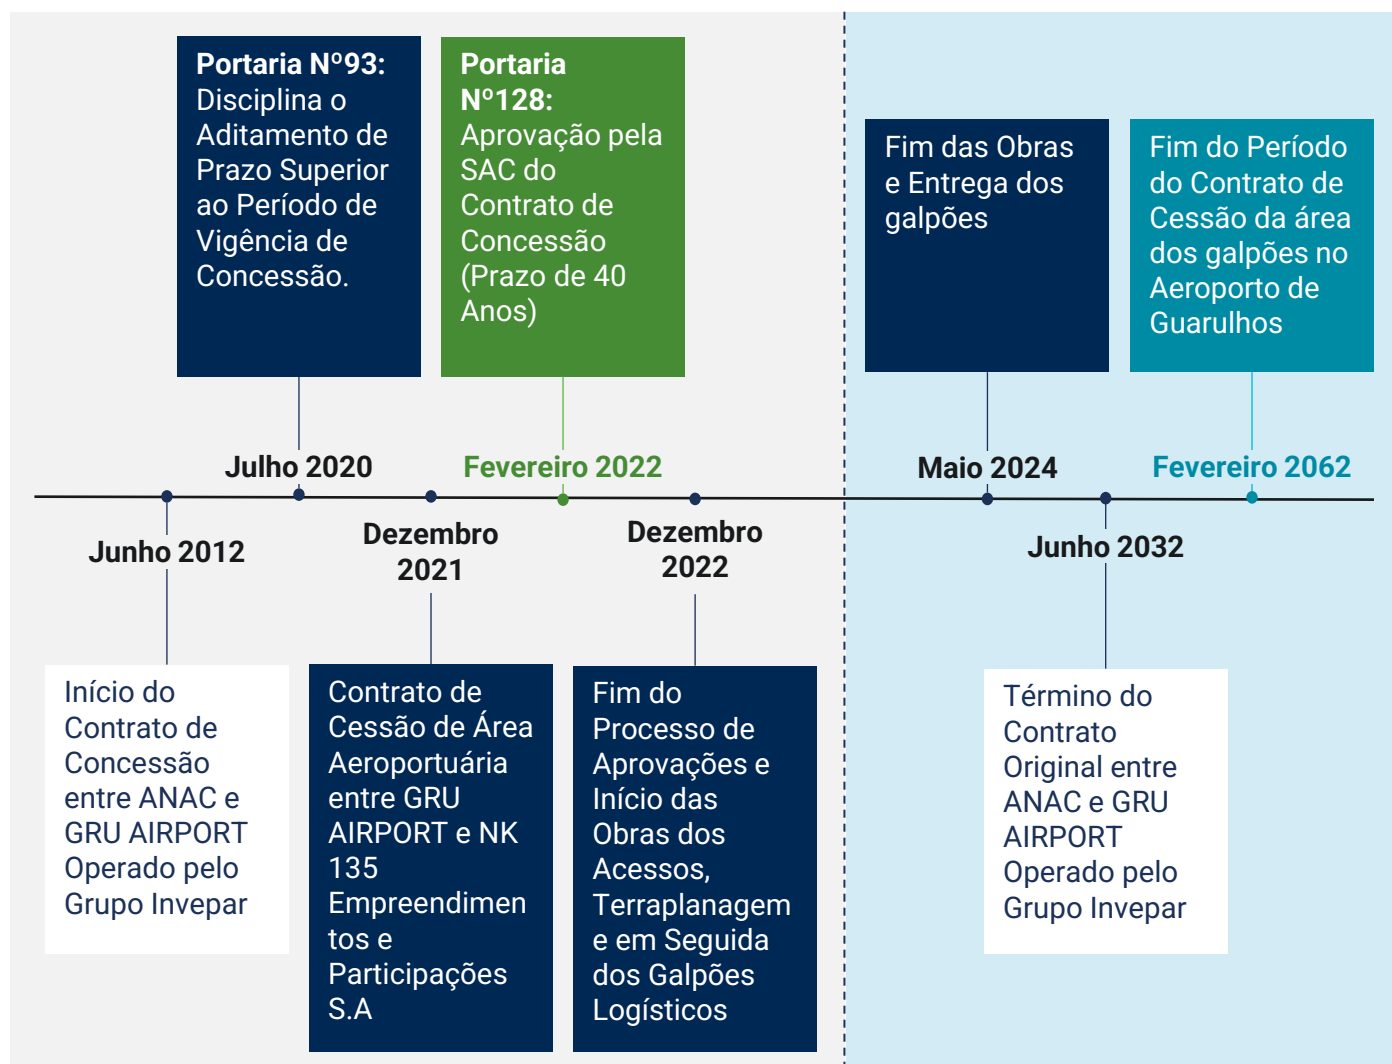 Portaria Nº93:
Disciplina o
Aditamento de
Prazo Superior
ao Período de
Vigência de
Concessão.
Portaria
Nº128:
Aprovação pela
SAC do
Contrato de
Concessão
(Prazo de 40
Anos)
Fim das Obras
e Entrega dos
galpões
Fim do Período
do Contrato de
Cessão da área
dos galpões no
Aeroporto de
Guarulhos
Julho 2020
Fevereiro 2022
Maio 2024
Fevereiro 2062
Junho 2012
Dezembro
2021
Dezembro
2022
Junho 2032
Início do
Contrato de
Concessão
entre ANAC e
GRU AIRPORT
Operado pelo
Grupo Invepar
Contrato de
Cessão de Área
Aeroportuária
entre GRU
AIRPORT e NK
135
Empreendimen
tos e
Participações
S.A
Fim do
Processo de
Aprovações e
Início das
Obras dos
Acessos,
Terraplanagem
e em Seguida
dos Galpões
Logísticos
Término do
Contrato
Original entre
ANAC e GRU
AIRPORT
Operado pelo
Grupo Invepar